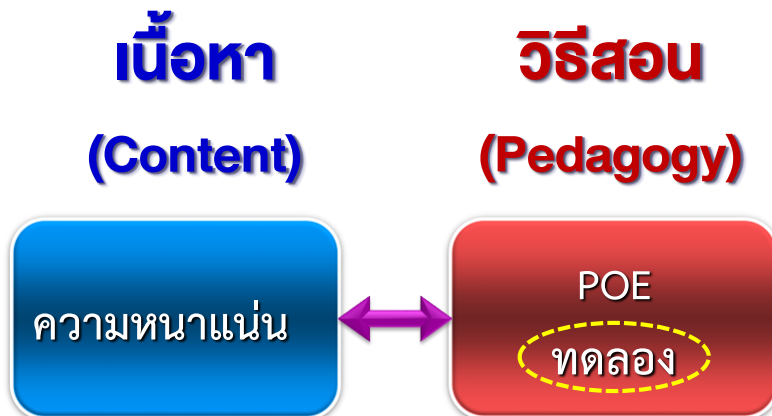 เนื้อหา
(Content)
วิธีสอน
(Pedagogy)
ความหนาแน่น
POE
ทดลอง